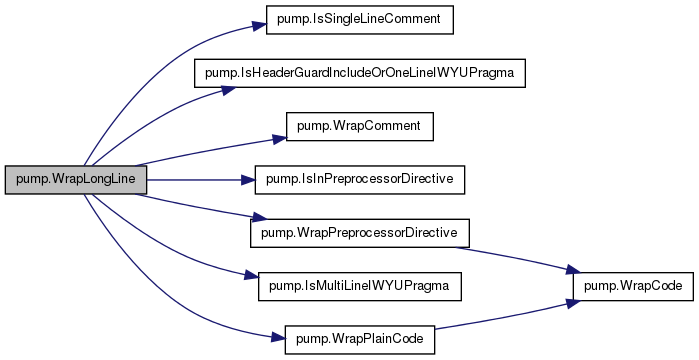 pump.IsSingleLineComment
pump.IsHeaderGuardIncludeOrOneLineIWYUPragma
pump.WrapComment
pump.WrapLongLine
pump.IsInPreprocessorDirective
pump.WrapPreprocessorDirective
pump.IsMultiLineIWYUPragma
pump.WrapCode
pump.WrapPlainCode